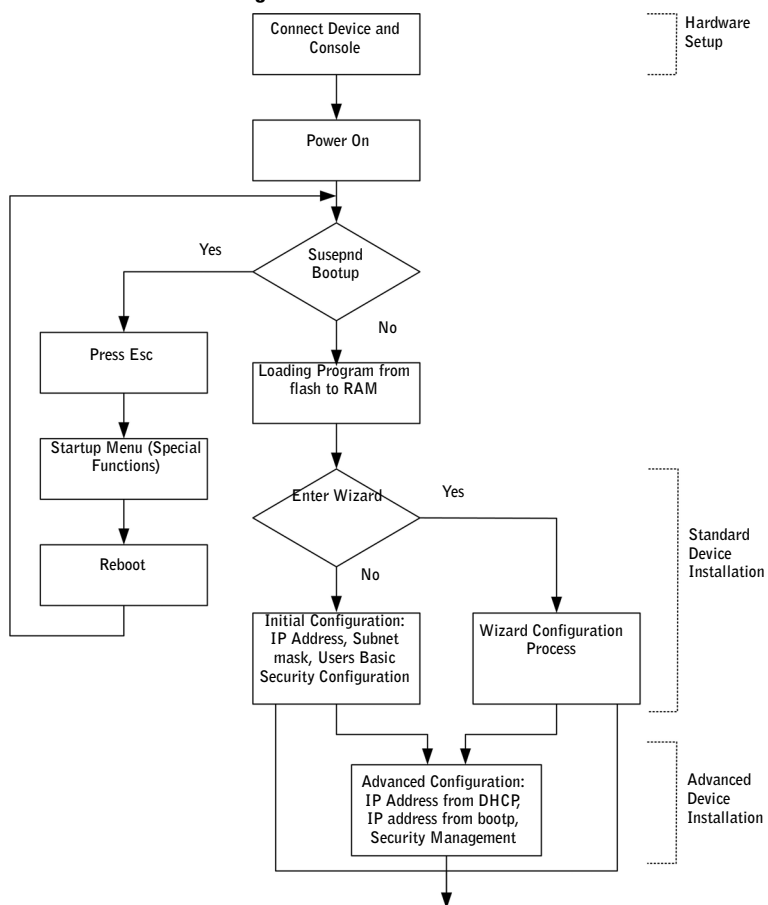 Connect Device and
Console
Hardware
Setup
Power On
Yes
Susepnd
Bootup
No
Press Esc
Loading Program from
flash to RAM
Startup Menu (Special
Functions)
Enter Wizard
Yes
Standard
Device
Installation
Reboot
No
Initial Configuration:
IP Address, Subnet
mask, Users Basic
Security Configuration
Wizard Configuration
Process
Advanced Configuration:
IP Address from DHCP,
IP address from bootp,
Security Management
Advanced
Device
Installation